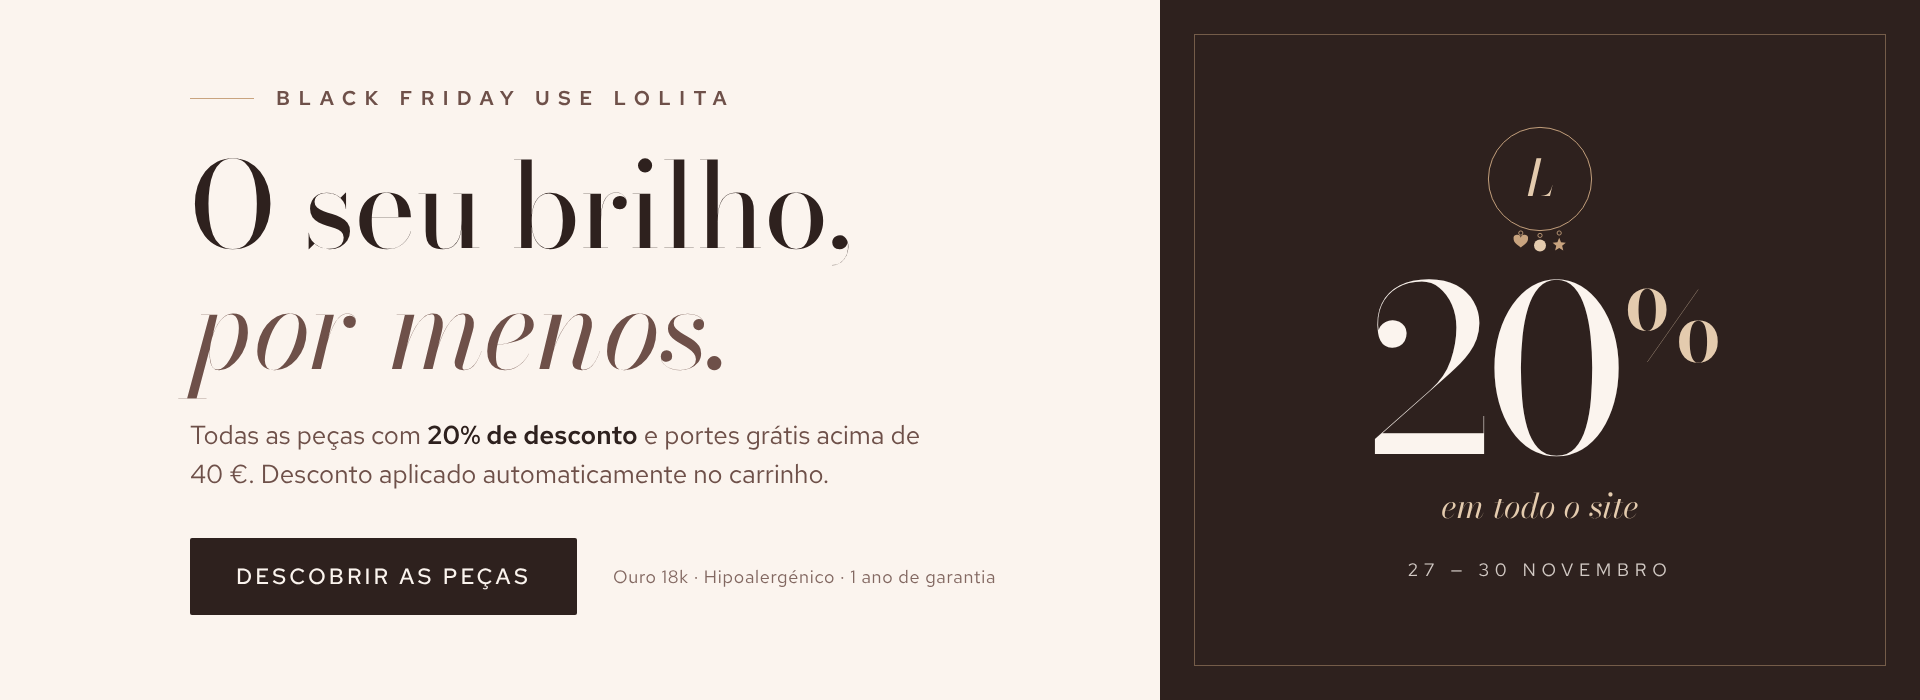 BLACK FRIDAY USE LOLITA
O seu brilho,
por menos.
Todas as peças com 20% de desconto e portes grátis acima de
40 €. Desconto aplicado automaticamente no carrinho.
DESCOBRIR AS PEÇAS
Ouro 18k · Hipoalergénico · 1 ano de garantia
L
20%
em todo o site
27 — 30 NOVEMBRO